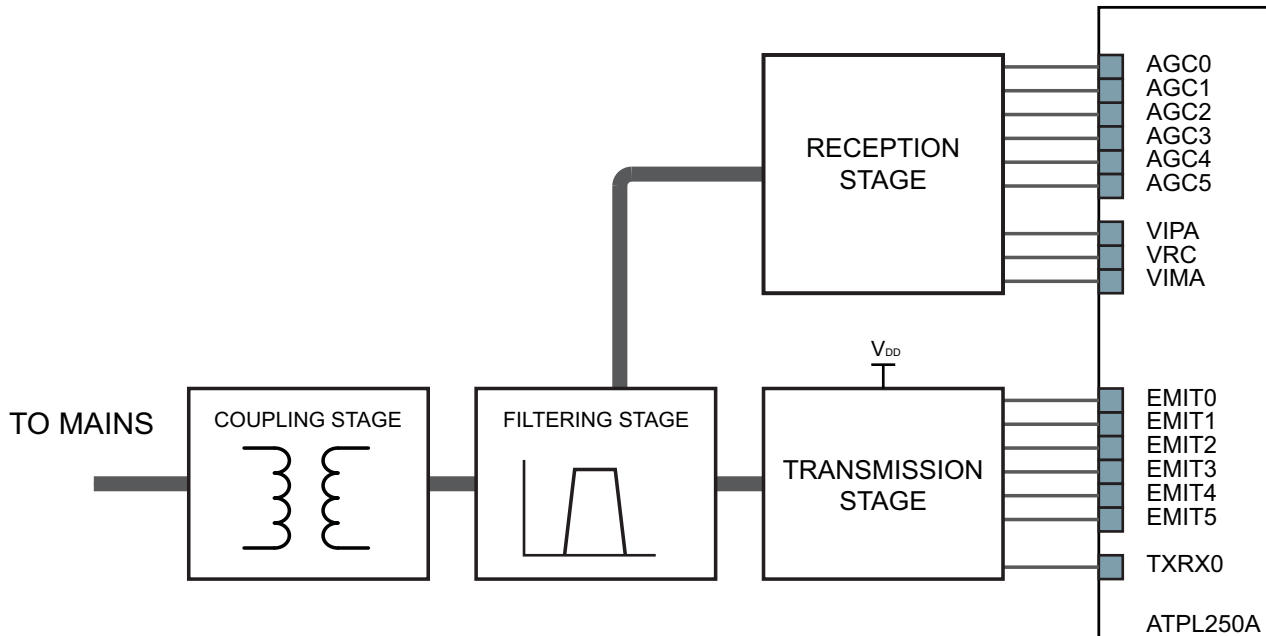 AGC0
AGC1
AGC2
AGC3
AGC4
AGC5
RECEPTION
STAGE
VIPA
VRC
VIMA
VDD
TO MAINS
COUPLING STAGE
FILTERING STAGE
TRANSMISSION
STAGE
EMIT0
EMIT1
EMIT2
EMIT3
EMIT4
EMIT5
TXRX0
ATPL250A